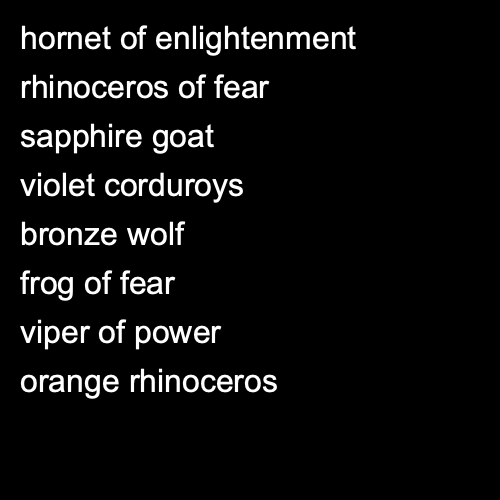 hornet of enlightenment
rhinoceros of fear
sapphire goat
violet corduroys
bronze wolf
frog of fear
viper of power
orange rhinoceros